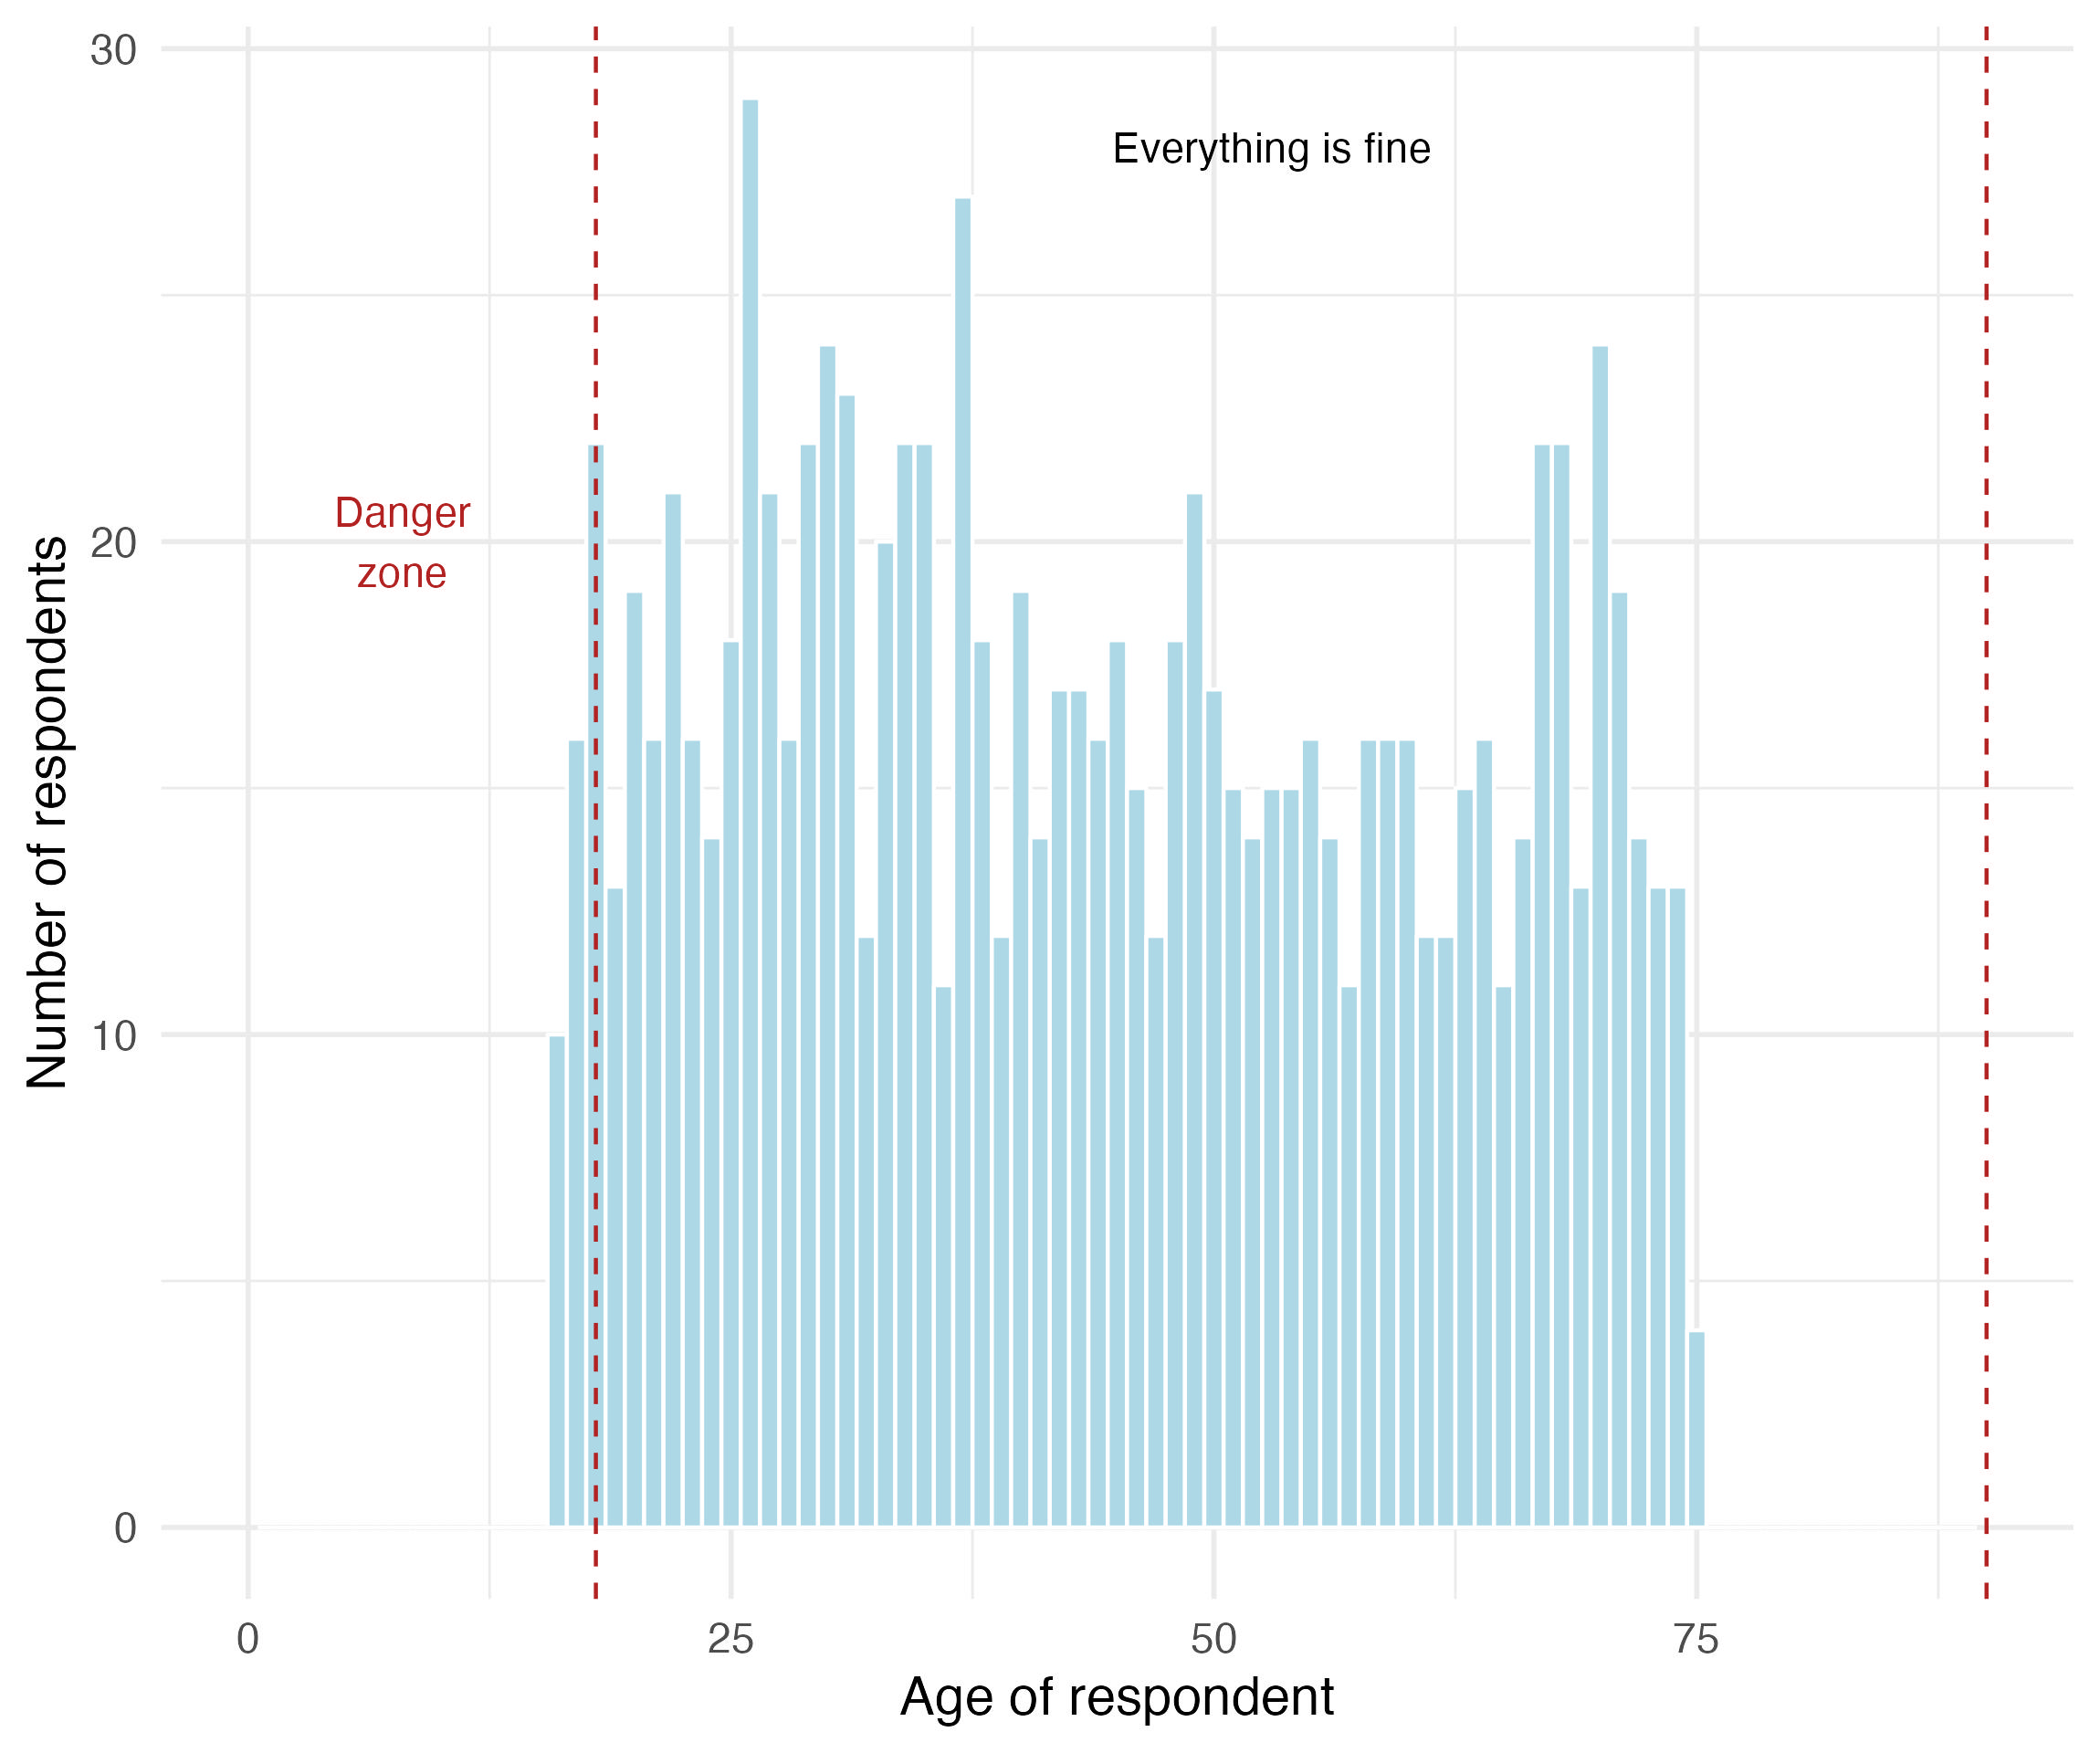 30
Everything is fine
Danger
zone
20
10
0
Number of respondents
0 25 50 75
Age of respondent